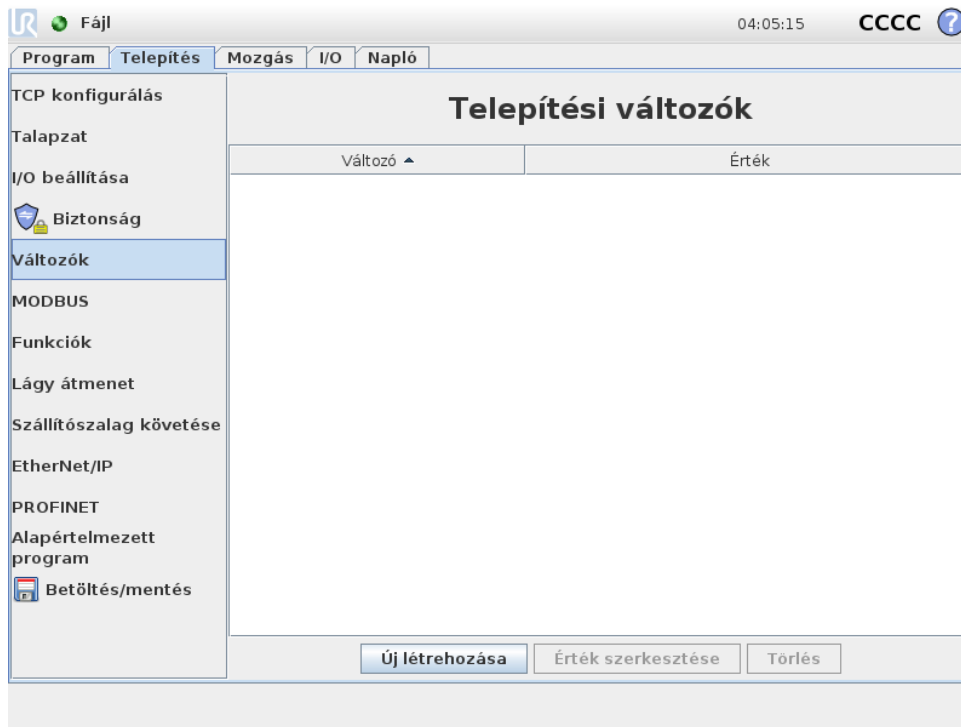 UR Fájl 04:05:15 CCCC ?
Program Telepítés Mozgás I/O Napló
TCP konfigurálás
Talapzat
I/O beállítása
Biztonság
Változók
MODBUS
Funkciók
Lágy átmenet
Szállítószalag követése
EtherNet/IP
PROFINET
Alapértelmezett
program
Betöltés/mentés
Telepítési változók
Változó Érték
Új létrehozása Érték szerkesztése Törlés